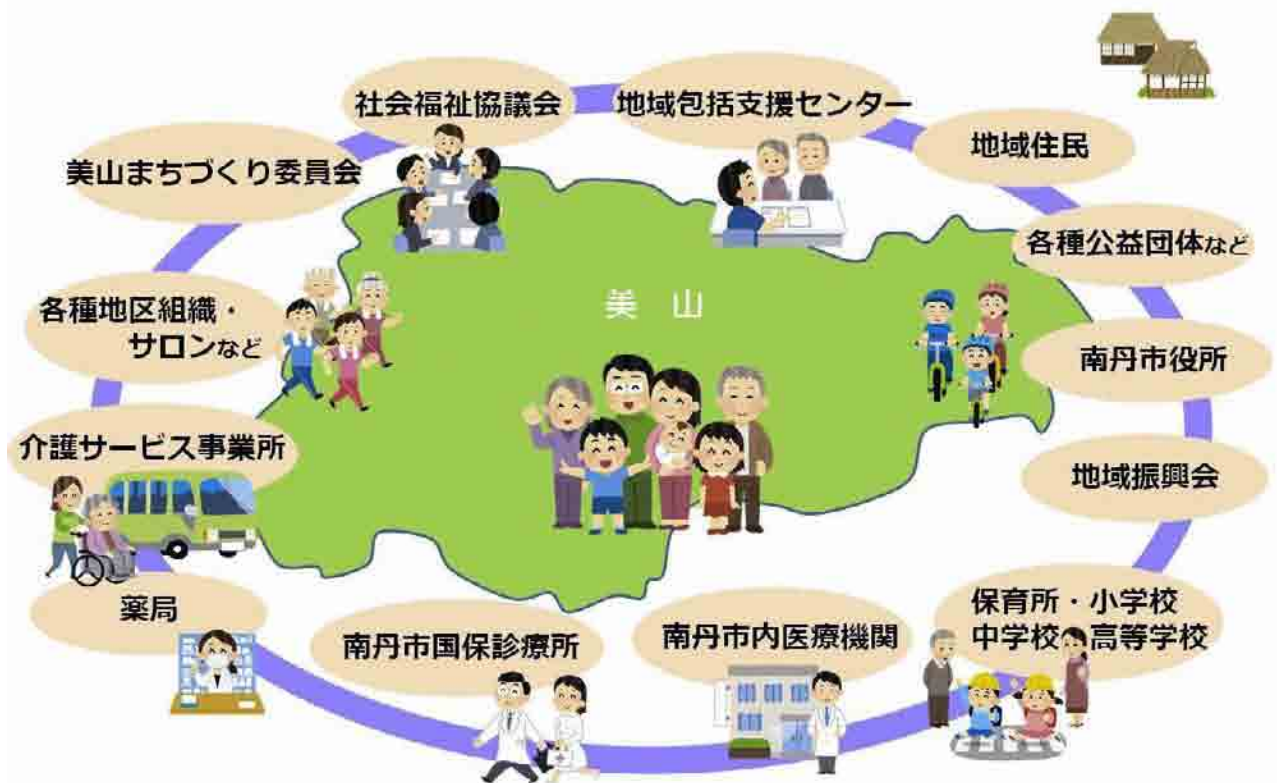 社会福祉協議会
地域包括支援センター
地域住民
美山まちづくり委員会
各種公益団体など
美 山
各種地区組織・
サロンなど
南丹市役所
介護サービス事業所
地域振興会
薬局
保育所・小学校
中学校・高等学校
南丹市国保診療所
南丹市内医療機関